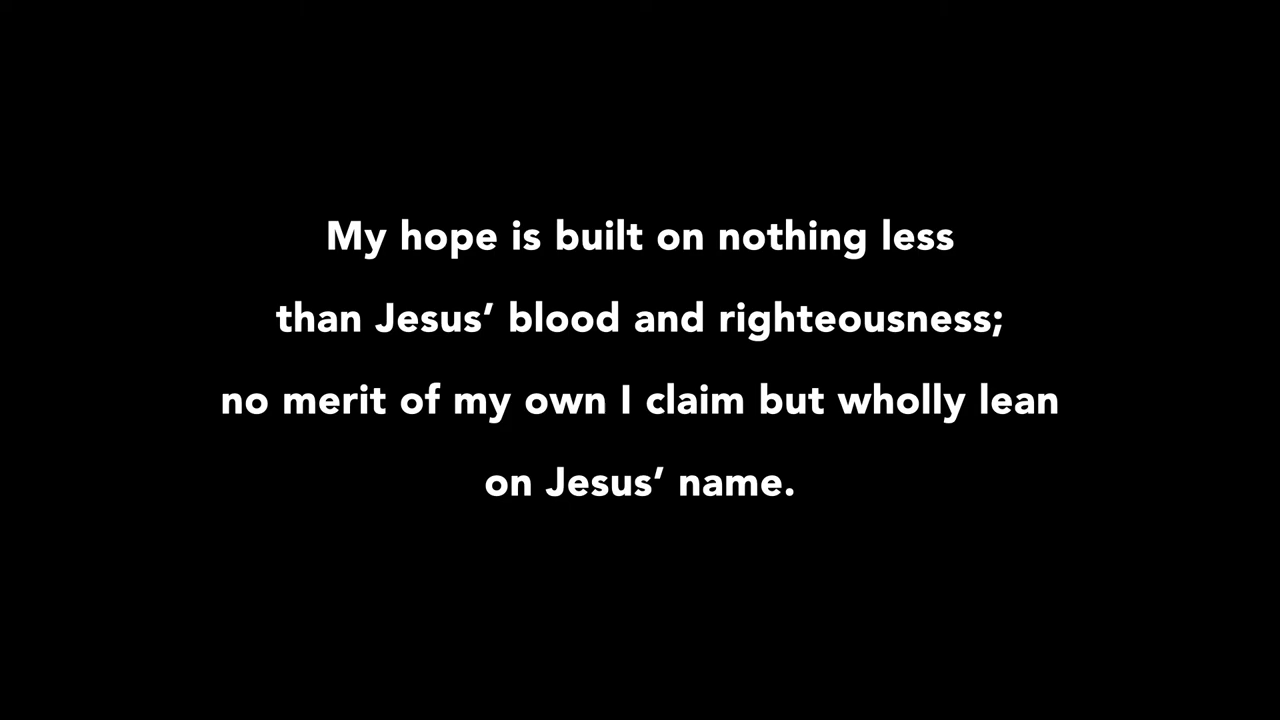 My hope is built on nothing less
than Jesus’ blood and righteousness;
no merit of my own I claim but wholly lean
on Jesus’ name.